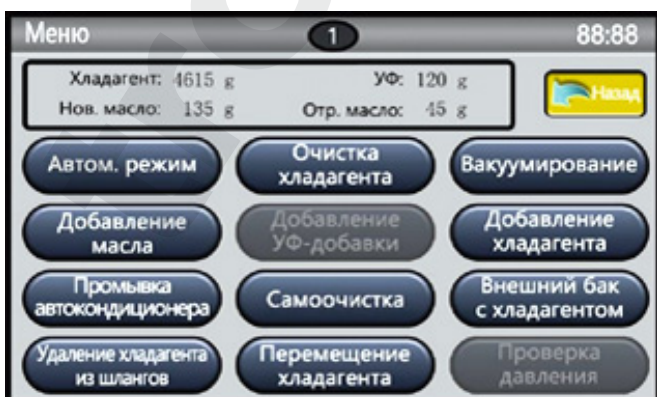 Меню 1 88:88
Хладагент: 4615 g УФ: 120 g
Нов. масло: 135 g Отр. масло: 45 g
Назад
Автом. режим
Очистка
хладагента
Вакуумирование
Добавление
масла
Добавление
УФ-добавки
Добавление
хладагента
Промывка
автокондиционера
Самоочистка
Внешний бак
с хладагентом
Удаление хладагента
из шлангов
Перемещение
хладагента
Проверка
давления